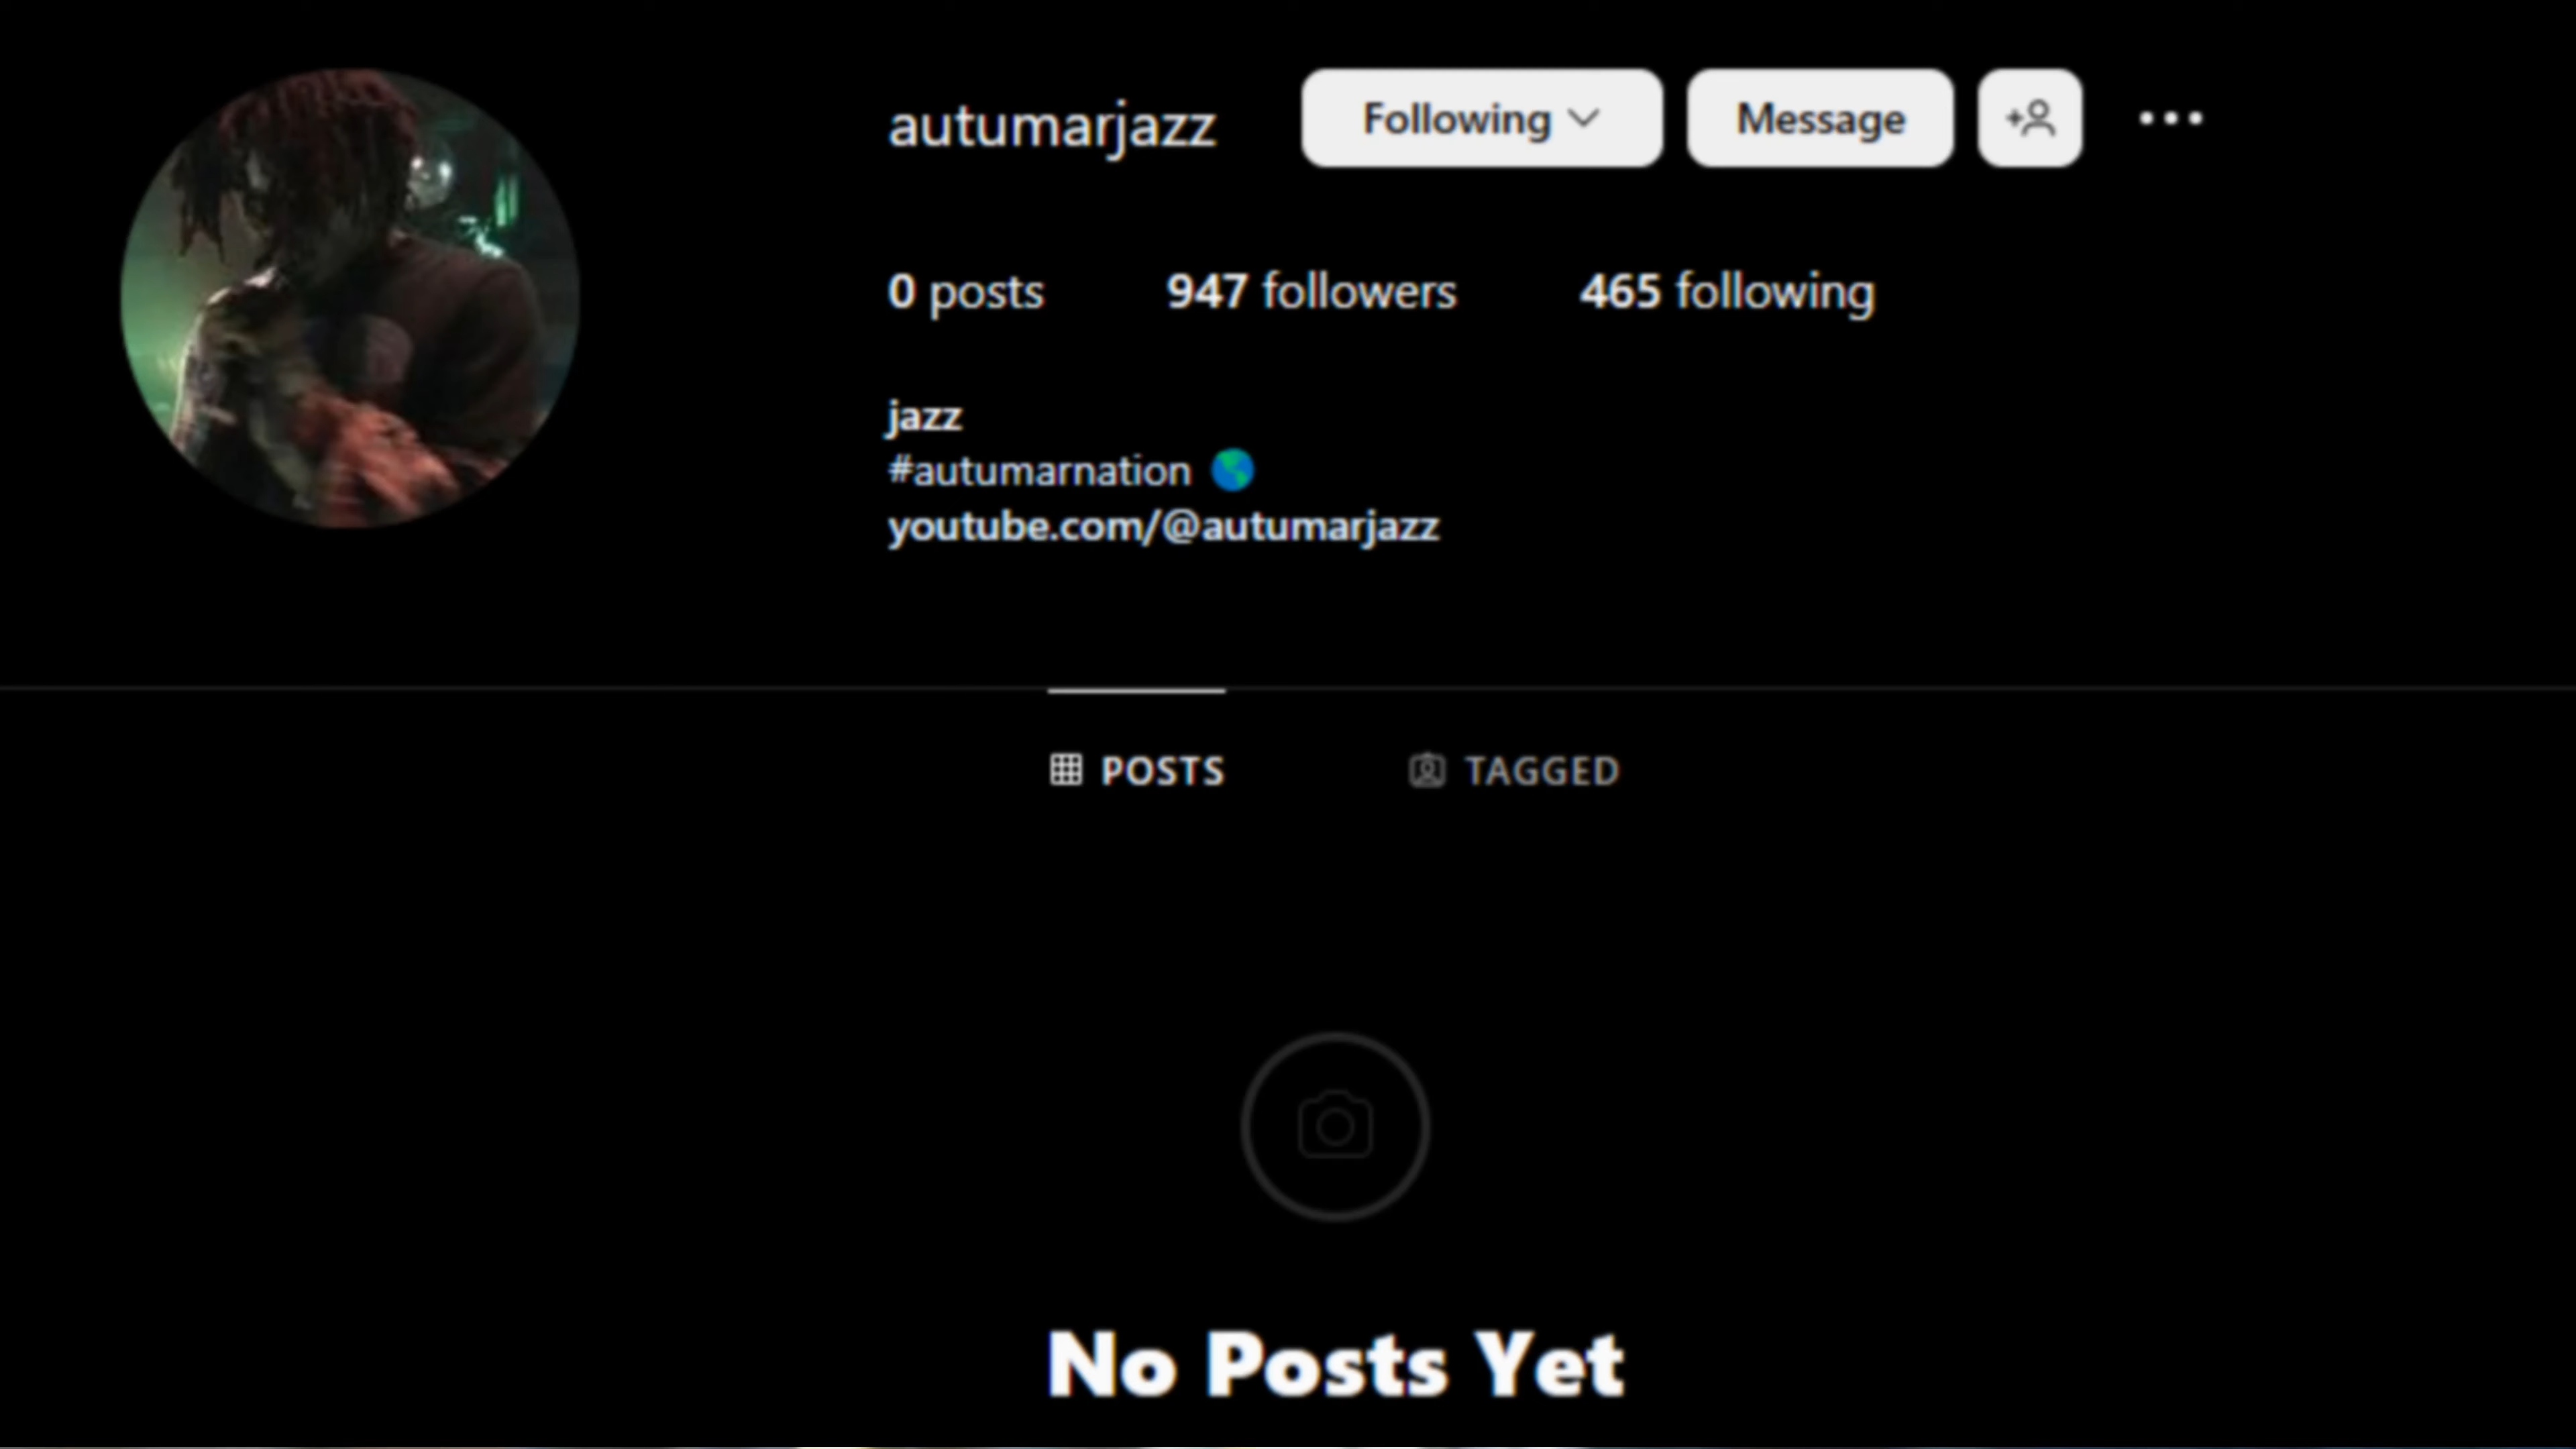 autumarjazz Following Message
0 posts 947 followers 465 following
jazz
#autumarnation 🌎
youtube.com/@autumarjazz
POSTS TAGGED
No Posts Yet